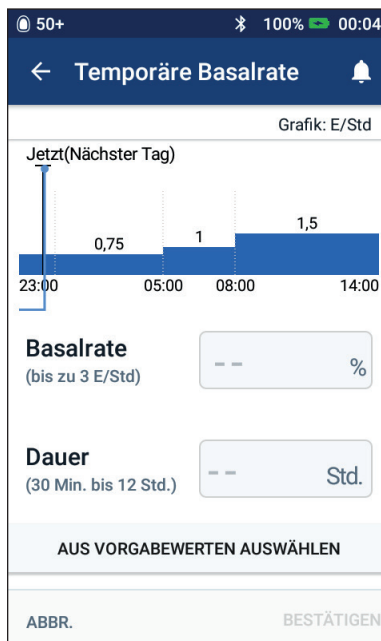 50+ 100% 00:04
Temporäre Basalrate
Grafik: E/Std
Jetzt(Nächster Tag)
0,75 1 1,5
23:00 05:00 08:00 14:00
Basalrate
(bis zu 3 E/Std)
-- %
Dauer
(30 Min. bis 12 Std.)
-- Std.
AUS VORGABEWERTEN AUSWÄHLEN
ABBR. BESTÄTIGEN